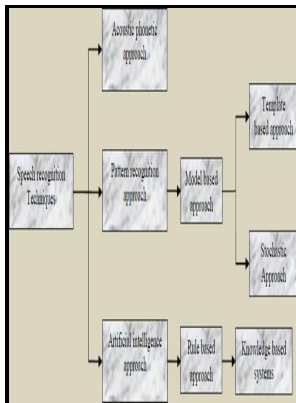 Acoustic phonetic
approach
Template
based approach
Speech recognition
Techniques
Pattern recognition
approach
Model based
approach
Stochastic
Approach
Artificial intelligence
approach
Rule based
approach
Knowledge based
systems